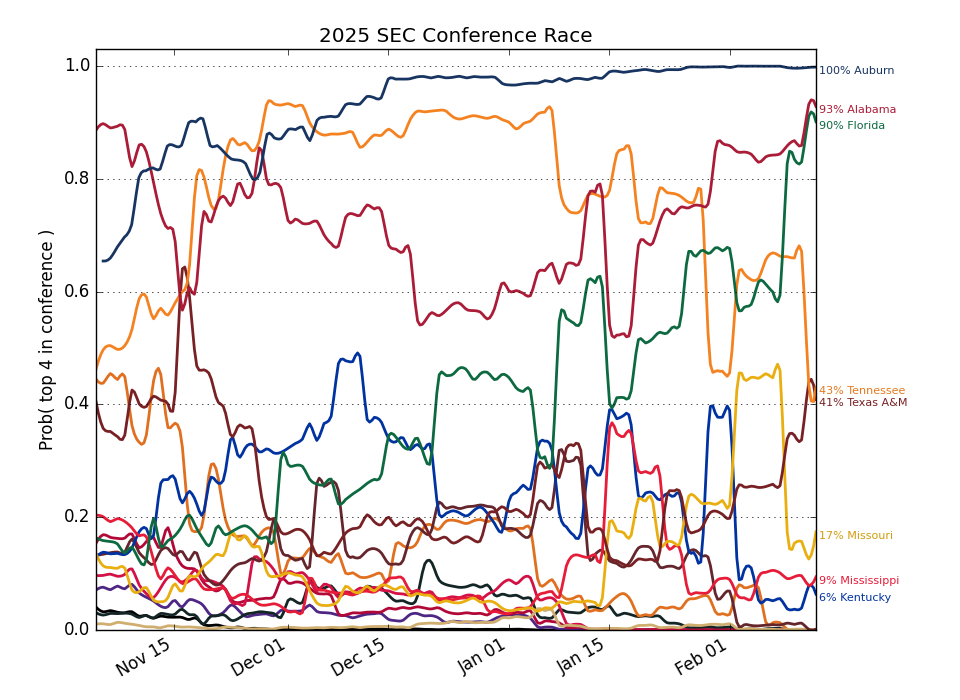 2025 SEC Conference Race
Prob( top 4 in conference )
1.0
0.8
0.6
0.4
0.2
0.0
100% Auburn
93% Alabama
90% Florida
43% Tennessee
41% Texas A&M
17% Missouri
9% Mississippi
6% Kentucky
Nov 15
Dec 01
Dec 15
Jan 01
Jan 15
Feb 01